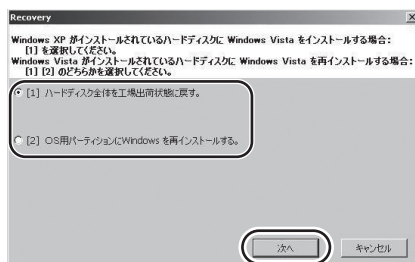 Recovery
Windows XP がインストールされているハードディスクに Windows Vista をインストールする場合：
[1] を選択してください。
Windows Vista がインストールされているハードディスクに Windows Vista を再インストールする場合：
[1] [2] のどちらかを選択してください。
[1] ハードディスク全体を工場出荷状態に戻す。
[2] OS用パーティションにWindows を再インストールする。
次へ
キャンセル